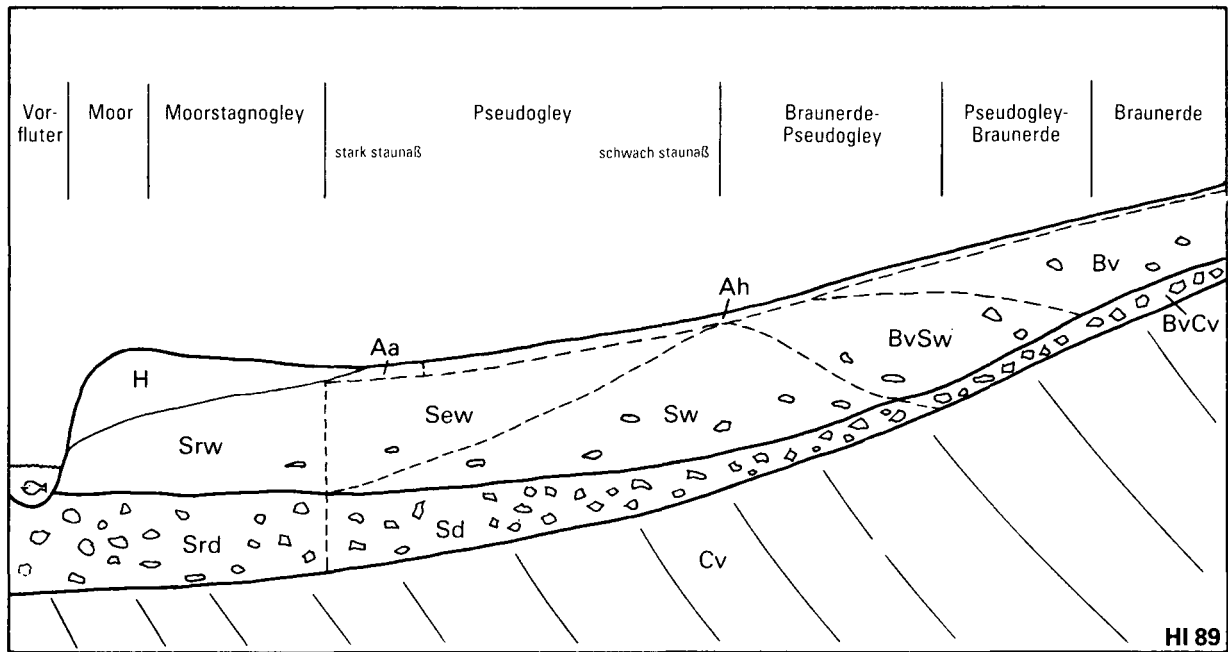 Vor-
fluter
Moor
Moorstagnogley
Pseudogley
stark staunaß
schwach staunaß
Braunerde-
Pseudogley
Pseudogley-
Braunerde
Braunerde
Bv
Ah
BvCv
BvSw
Aa
H
Sew
Sw
Srw
Srd
Sd
Cv
HI 89